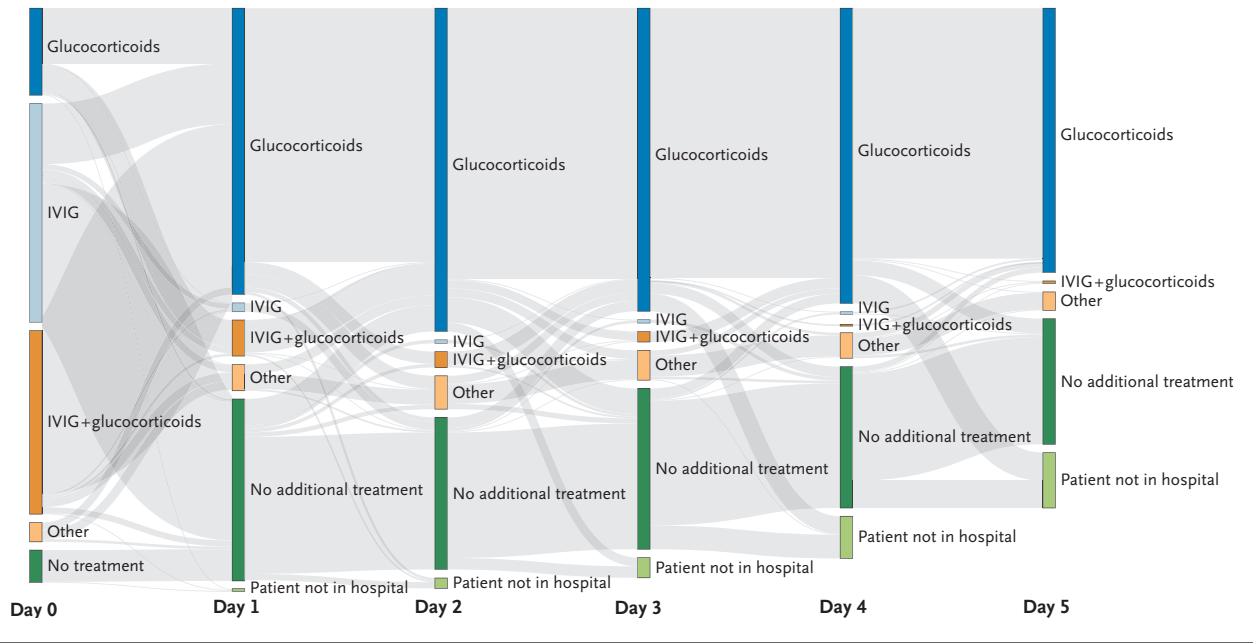 Glucocorticoids
IVIG
IVIG+glucocorticoids
Other
No treatment
Day 0
Glucocorticoids
IVIG
IVIG+glucocorticoids
Other
No additional treatment
Patient not in hospital
Day 1
Glucocorticoids
IVIG
IVIG+glucocorticoids
Other
No additional treatment
Patient not in hospital
Day 2
Glucocorticoids
IVIG
IVIG+glucocorticoids
Other
No additional treatment
Patient not in hospital
Day 3
Glucocorticoids
IVIG
IVIG+glucocorticoids
Other
No additional treatment
Patient not in hospital
Day 4
Glucocorticoids
IVIG+glucocorticoids
Other
No additional treatment
Patient not in hospital
Day 5